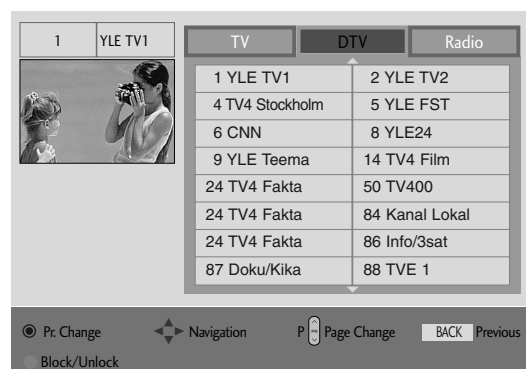 1 YLE TV1
TV DTV Radio
1 YLE TV1 2 YLE TV2
4 TV4 Stockholm 5 YLE FST
6 CNN 8 YLE24
9 YLE Teema 14 TV4 Film
24 TV4 Fakta 50 TV400
24 TV4 Fakta 84 Kanal Lokal
24 TV4 Fakta 86 Info/3sat
87 Doku/Kika 88 TVE 1
Pr. Change Navigation P Page Change BACK Previous
Block/Unlock